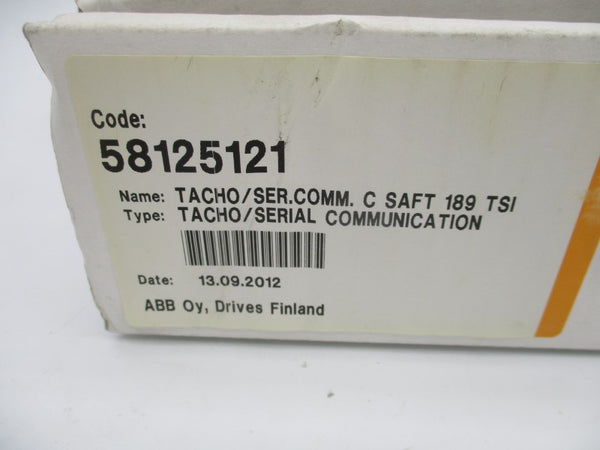 Code:
58125121
Name: TACHO/SER.COMM. C SAFT 189 TSI
Type: TACHO/SERIAL COMMUNICATION
Date: 13.09.2012
ABB Oy, Drives Finland